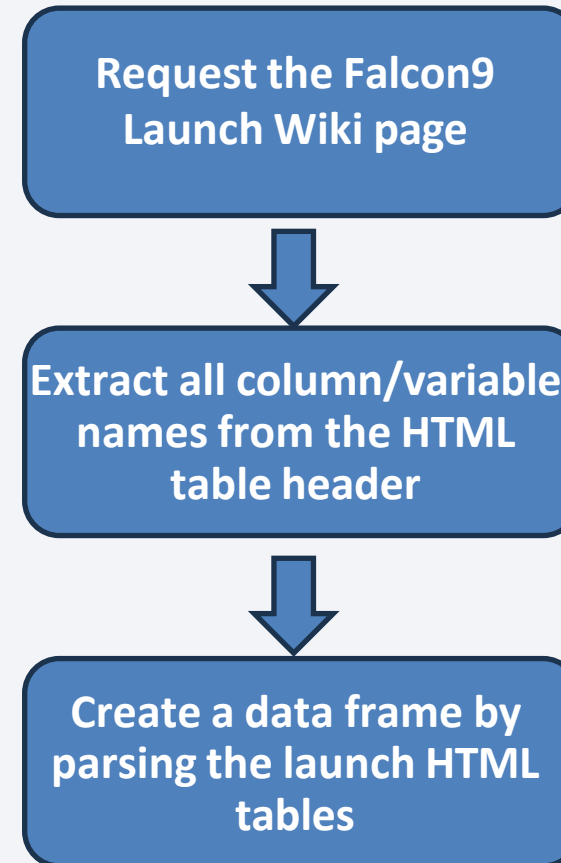 Request the Falcon9
Launch Wiki page
Extract all column/variable
names from the HTML
table header
Create a data frame by
parsing the launch HTML
tables